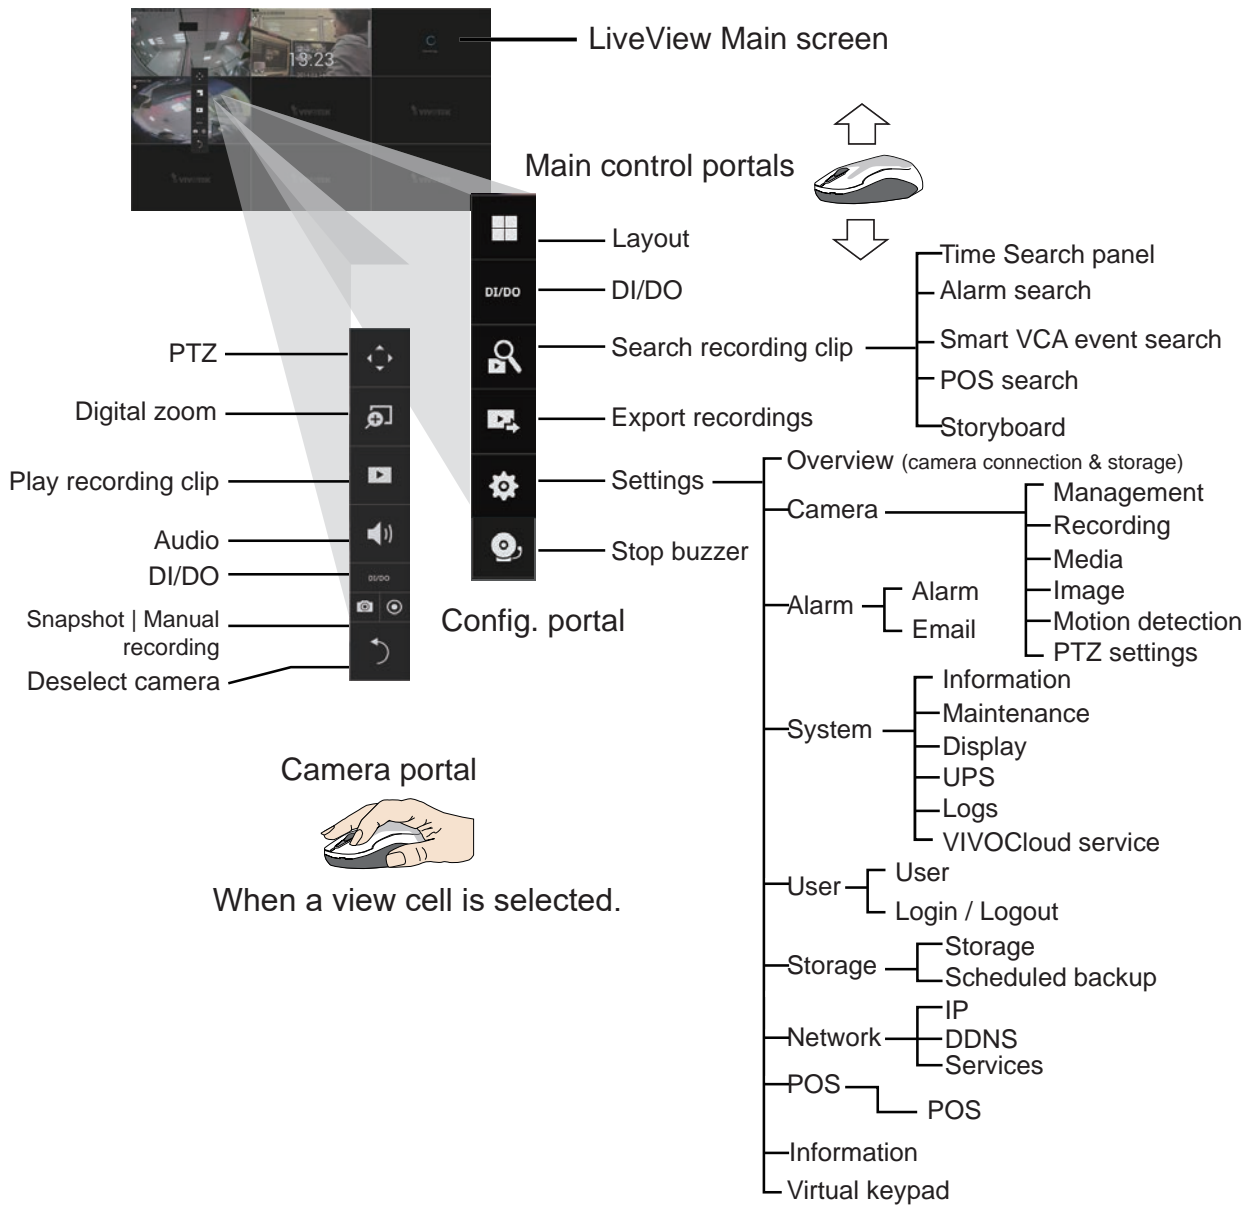 LiveView Main screen
13:23
VIVOTEK
VIVOTEK
VIVOTEK
Main control portals
Layout
DI/DO
DI/DO
Search recording clip
Export recordings
Settings
Stop buzzer
Config. portal
Time Search panel
Alarm search
Smart VCA event search
POS search
Storyboard
PTZ
Digital zoom
Play recording clip
Audio
DI/DO
DI/DO
Snapshot | Manual
recording
Deselect camera
Camera portal
When a view cell is selected.
Overview (camera connection & storage)
Camera
Management
Recording
Media
Image
Motion detection
PTZ settings
Alarm
Alarm
Email
System
Information
Maintenance
Display
UPS
Logs
VIVOCloud service
User
User
Login / Logout
Storage
Storage
Scheduled backup
Network
IP
DDNS
Services
POS
POS
Information
Virtual keypad